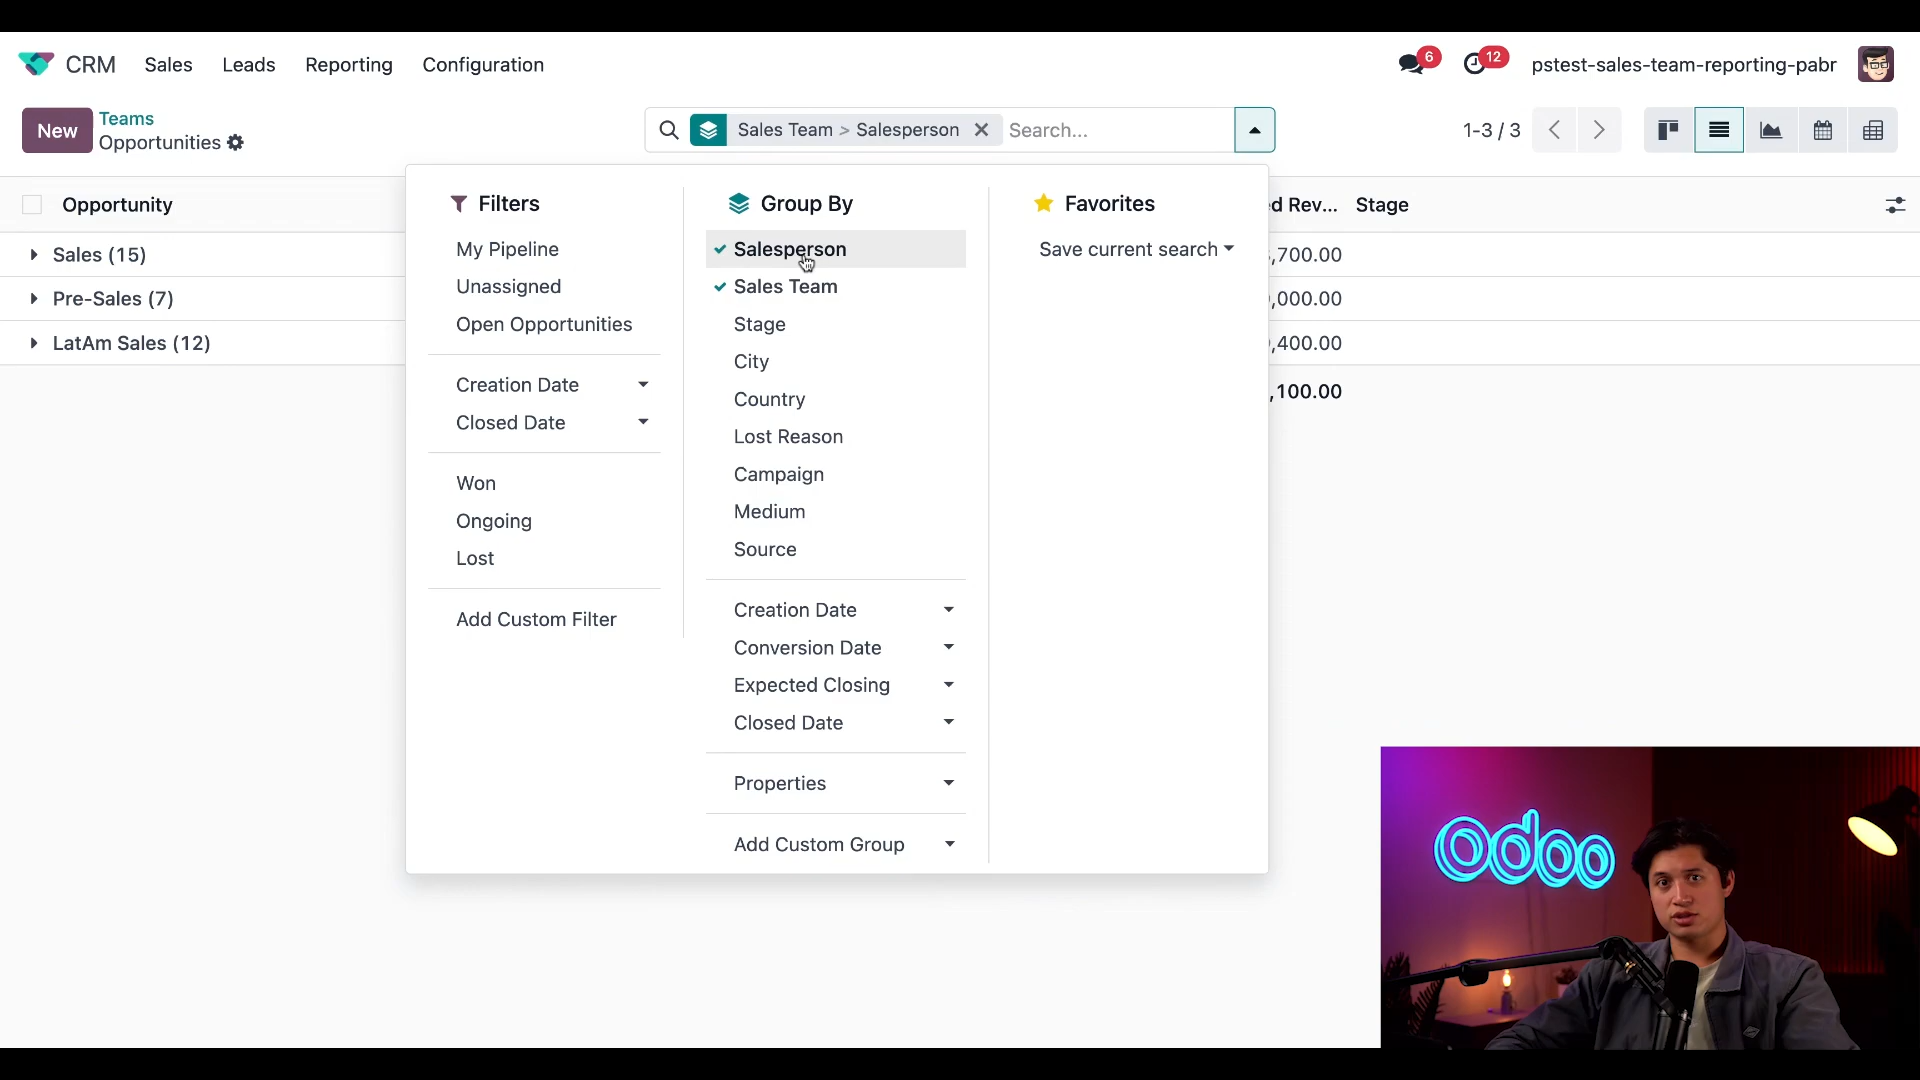 CRM
Sales
Leads
Reporting
Configuration
6
12
pstest-sales-team-reporting-pabr
New
Teams
Opportunities
Sales Team > Salesperson
Search...
1-3 / 3
Opportunity
d Rev...
Stage
Sales (15)
,700.00
Pre-Sales (7)
,000.00
LatAm Sales (12)
,400.00
,100.00
Filters
My Pipeline
Unassigned
Open Opportunities
Creation Date
Closed Date
Won
Ongoing
Lost
Add Custom Filter
Group By
Salesperson
Sales Team
Stage
City
Country
Lost Reason
Campaign
Medium
Source
Creation Date
Conversion Date
Expected Closing
Closed Date
Properties
Add Custom Group
Favorites
Save current search
odoo